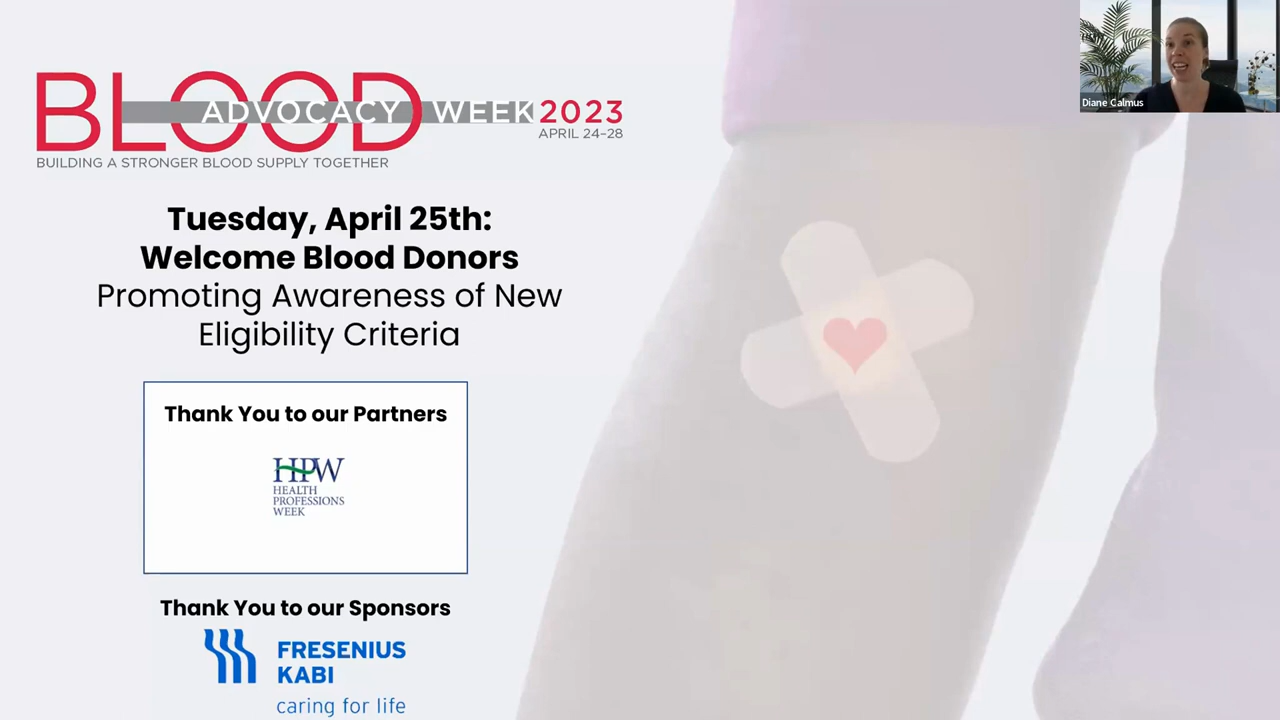 BLOOD
ADVOCACY WEEK 2023
APRIL 24–28
BUILDING A STRONGER BLOOD SUPPLY TOGETHER
Tuesday, April 25th:
Welcome Blood Donors
Promoting Awareness of New
Eligibility Criteria
Thank You to our Partners
HPW
HEALTH
PROFESSIONS
WEEK
Thank You to our Sponsors
FRESENIUS
KABI
caring for life
Diane Calmus